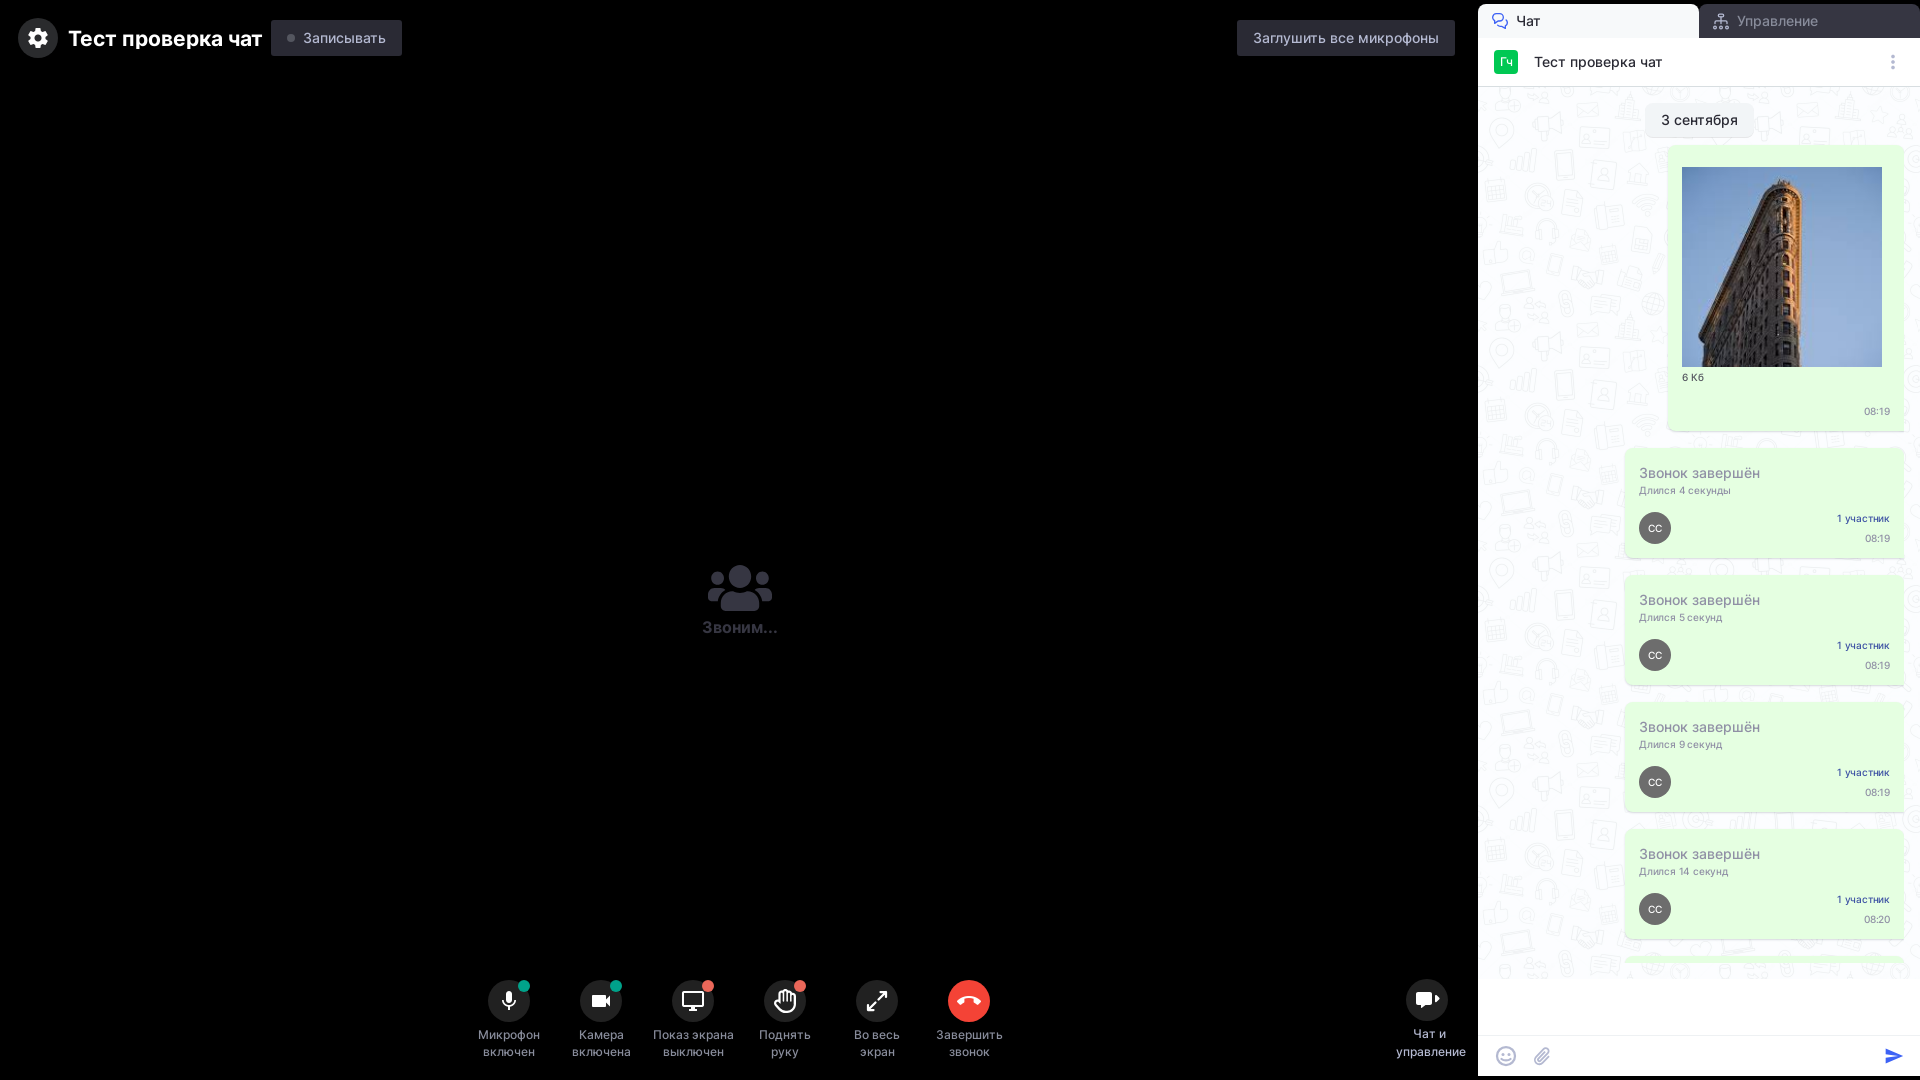 Тест проверка чат
Записывать
Заглушить все микрофоны
Звоним...
Микрофон
включен
Камера
включена
Показ экрана
выключен
Поднять
руку
Во весь
экран
Завершить
звонок
Чат и
управление
Чат
Управление
Гч
Тест проверка чат
3 сентября
6 Кб
08:19
Звонок завершён
Длился 4 секунды
СС
1 участник
08:19
Звонок завершён
Длился 5 секунд
СС
1 участник
08:19
Звонок завершён
Длился 9 секунд
СС
1 участник
08:19
Звонок завершён
Длился 14 секунд
СС
1 участник
08:20